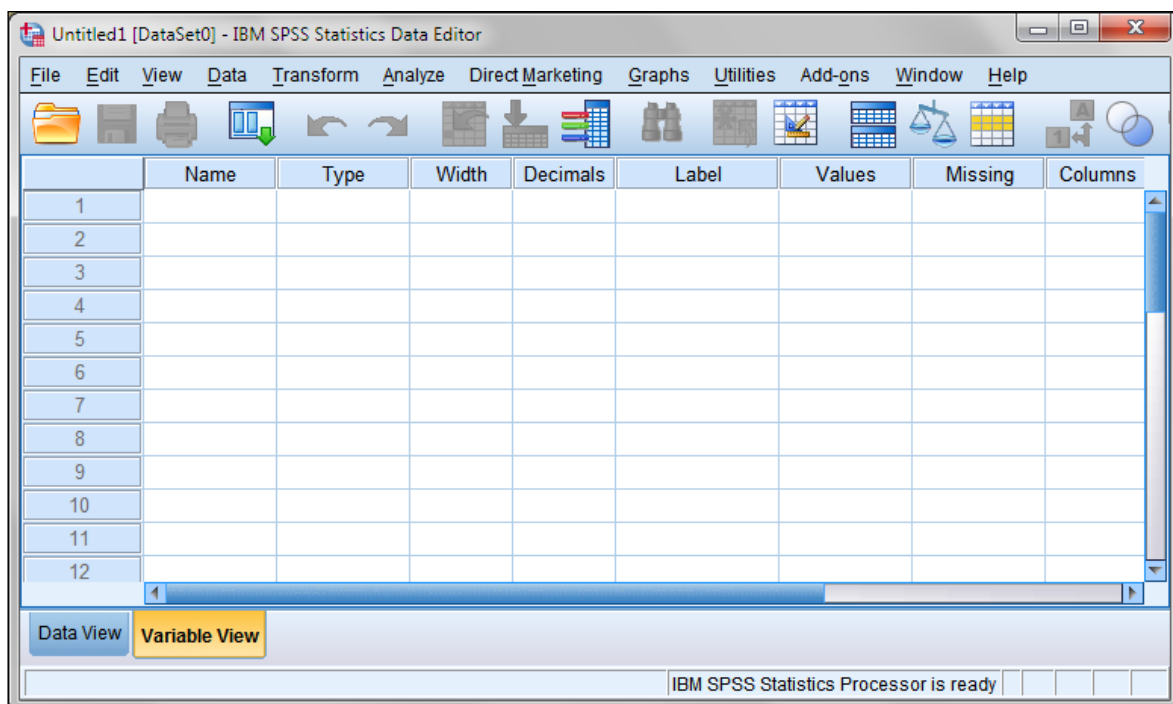 Untitled1 [DataSet0] - IBM SPSS Statistics Data Editor
File Edit View Data Transform Analyze Direct Marketing Graphs Utilities Add-ons Window Help
A
1
Name Type Width Decimals Label Values Missing Columns
1
2
3
4
5
6
7
8
9
10
11
12
Data View Variable View
IBM SPSS Statistics Processor is ready